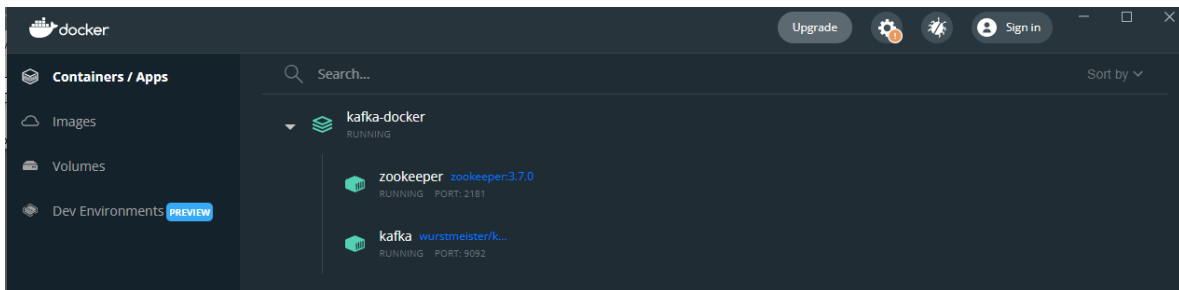 docker
Upgrade
Sign in
Containers / Apps
Search...
Sort by
Images
kafka-docker
RUNNING
Volumes
zookeeper zookeeper:3.7.0
RUNNING PORT: 2181
Dev Environments PREVIEW
kafka wurstmeister/k...
RUNNING PORT: 9092